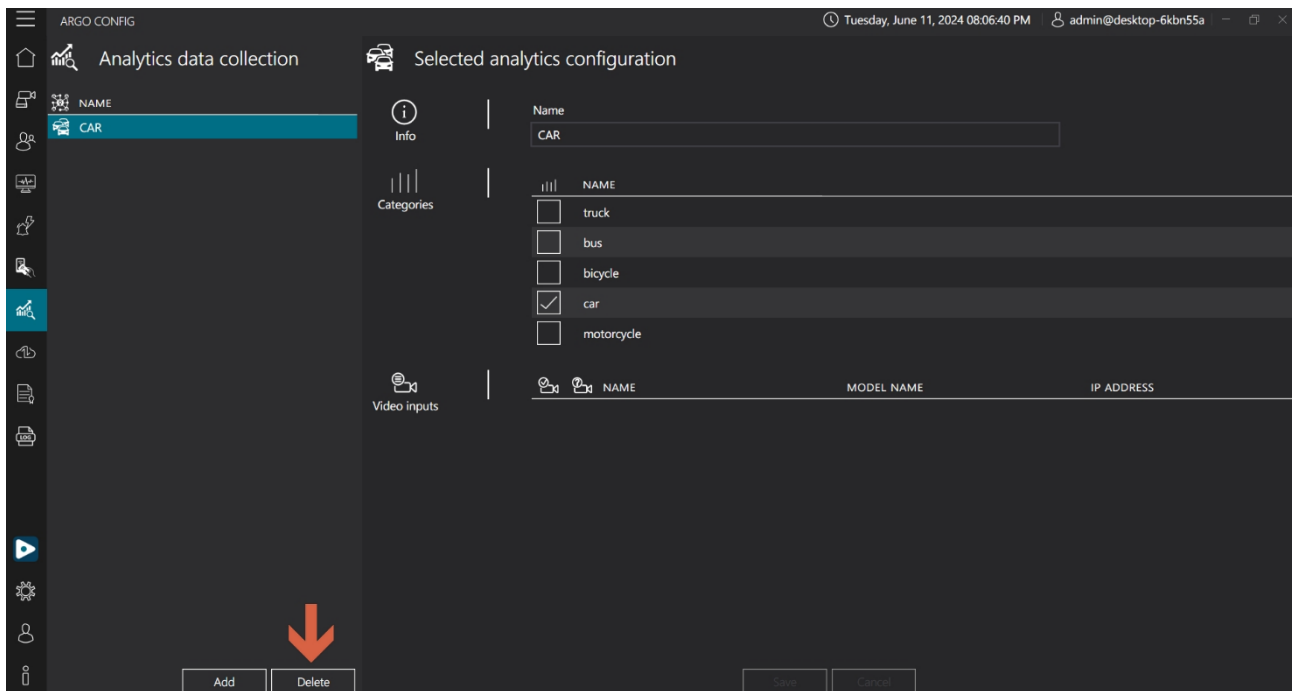 ARGO CONFIG
Tuesday, June 11, 2024 08:06:40 PM
admin@desktop-6kbn55a
Analytics data collection
Selected analytics configuration
NAME
CAR
Info
Name
CAR
Categories
NAME
truck
bus
bicycle
car
motorcycle
Video inputs
NAME MODEL NAME IP ADDRESS
LOG
Add Delete
Save Cancel